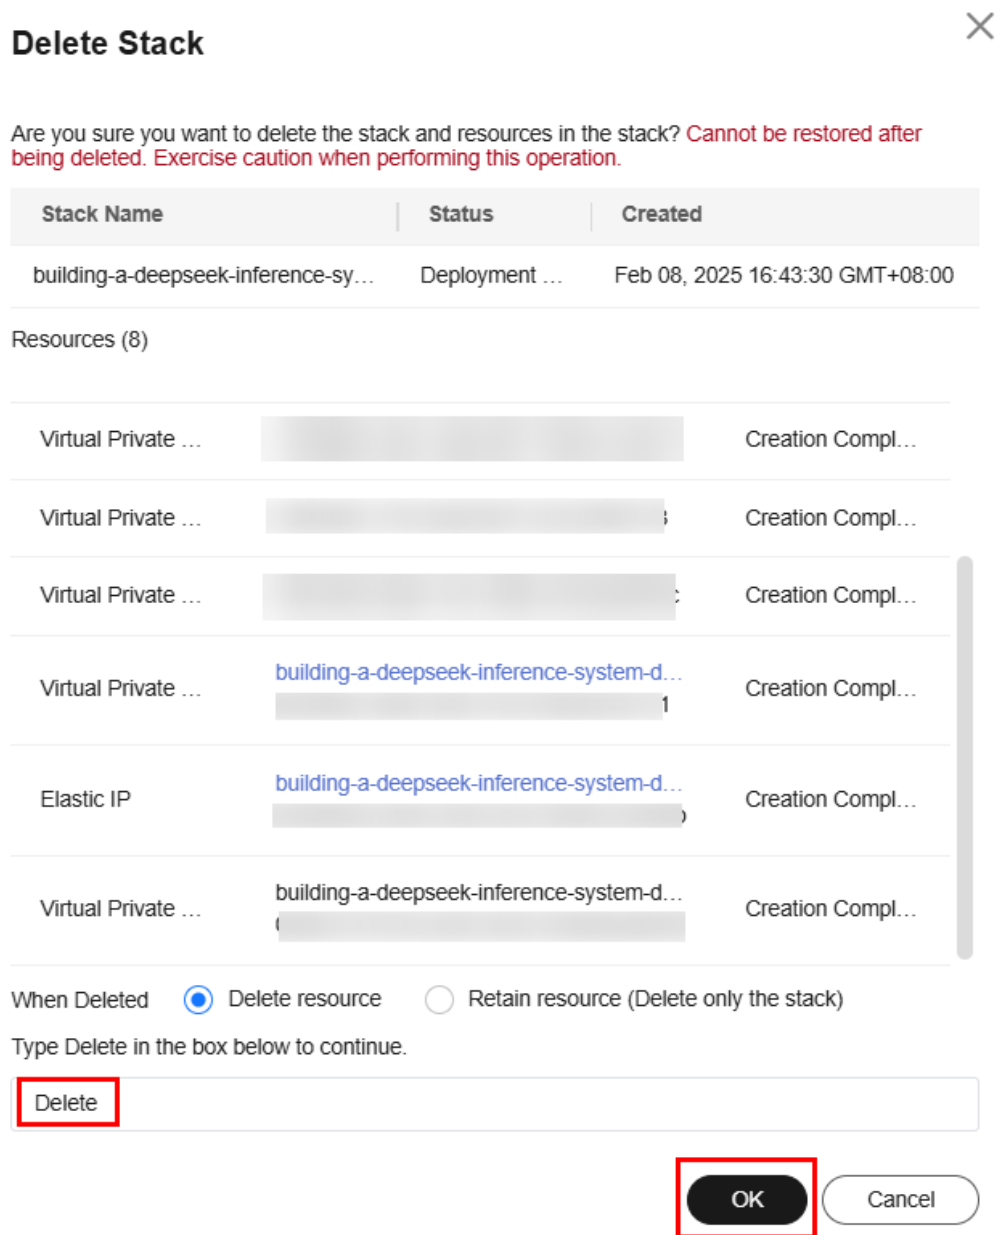 Delete Stack
Are you sure you want to delete the stack and resources in the stack? Cannot be restored after
being deleted. Exercise caution when performing this operation.
Stack Name Status Created
building-a-deepseek-inference-sy... Deployment ... Feb 08, 2025 16:43:30 GMT+08:00
Resources (8)
Virtual Private ... Creation Compl...
Virtual Private ... Creation Compl...
Virtual Private ... Creation Compl...
building-a-deepseek-inference-system-d...
Virtual Private ... Creation Compl...
1
building-a-deepseek-inference-system-d...
Elastic IP Creation Compl...
building-a-deepseek-inference-system-d...
Virtual Private ... Creation Compl...
When Deleted Delete resource Retain resource (Delete only the stack)
Type Delete in the box below to continue.
Delete
OK Cancel